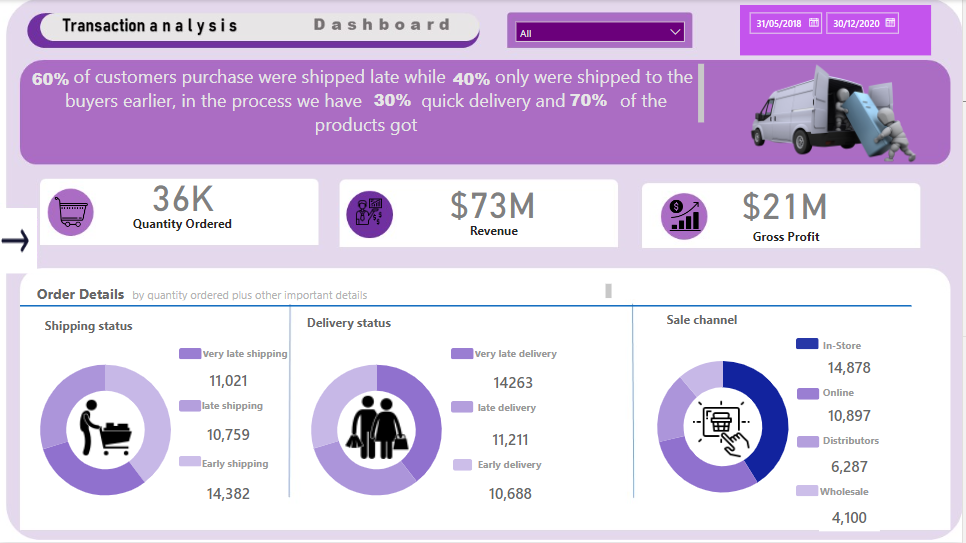 Transaction analysis Dashboard
All
31/05/2018 30/12/2020
60% of customers purchase were shipped late while 40% only were shipped to the
buyers earlier, in the process we have 30% quick delivery and 70% of the
products got
36K
Quantity Ordered
$73M
Revenue
$21M
Gross Profit
Order Details by quantity ordered plus other important details
Shipping status
Very late shipping
11,021
late shipping
10,759
Early shipping
14,382
Delivery status
Very late delivery
14263
late delivery
11,211
Early delivery
10,688
Sale channel
In-Store
14,878
Online
10,897
Distributors
6,287
Wholesale
4,100